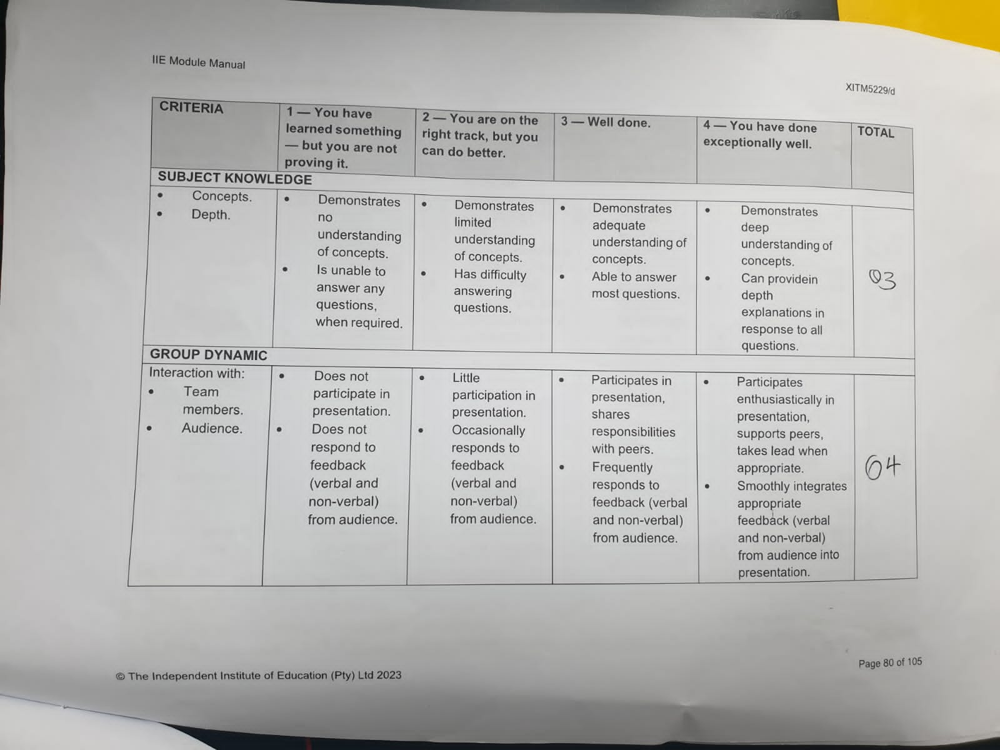 IIE Module Manual
XITM5229/d
CRITERIA
1 — You have
learned something
— but you are not
proving it.
2 — You are on the
right track, but you
can do better.
3 — Well done.
4 — You have done
exceptionally well.
TOTAL
SUBJECT KNOWLEDGE
• Concepts.
• Depth.
• Demonstrates
no
understanding
of concepts.
• Is unable to
answer any
questions,
when required.
• Demonstrates
limited
understanding
of concepts.
• Has difficulty
answering
questions.
• Demonstrates
adequate
understanding of
concepts.
• Able to answer
most questions.
• Demonstrates
deep
understanding of
concepts.
• Can providein
depth
explanations in
response to all
questions.
03
GROUP DYNAMIC
Interaction with:
• Team
members.
• Audience.
• Does not
participate in
presentation.
• Does not
respond to
feedback
(verbal and
non-verbal)
from audience.
• Little
participation in
presentation.
• Occasionally
responds to
feedback
(verbal and
non-verbal)
from audience.
• Participates in
presentation,
shares
responsibilities
with peers.
• Frequently
responds to
feedback (verbal
and non-verbal)
from audience.
• Participates
enthusiastically in
presentation,
supports peers,
takes lead when
appropriate.
• Smoothly integrates
appropriate
feedback (verbal
and non-verbal)
from audience into
presentation.
04
© The Independent Institute of Education (Pty) Ltd 2023
Page 80 of 105